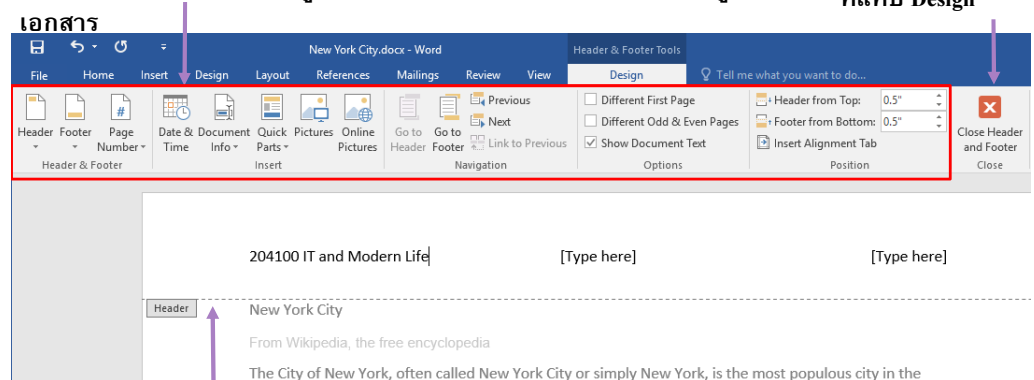 เอกสาร
ที่แท็บ Design
New York City.docx - Word
Header & Footer Tools
File Home Insert Design Layout References Mailings Review View Design Tell me what you want to do...
Header Footer Page Number
Header & Footer
Date & Time Document Info Quick Parts Pictures Online Pictures
Insert
Go to Header Go to Footer Previous
Next
Link to Previous
Navigation
Different First Page
Different Odd & Even Pages
Show Document Text
Options
Header from Top: 0.5"
Footer from Bottom: 0.5"
Insert Alignment Tab
Position
Close Header and Footer
Close
204100 IT and Modern Life [Type here] [Type here]
Header
New York City
From Wikipedia, the free encyclopedia
The City of New York, often called New York City or simply New York, is the most populous city in the